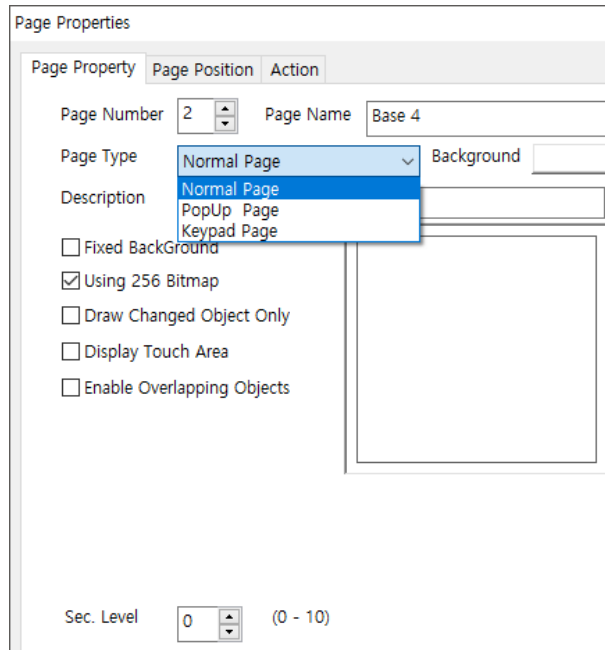 Page Properties
Page Property Page Position Action
Page Number 2 Page Name Base 4
Page Type Normal Page Background
Normal Page
Description
PopUp Page
Keypad Page
Fixed BackGround
Using 256 Bitmap
Draw Changed Object Only
Display Touch Area
Enable Overlapping Objects
Sec. Level 0 (0 - 10)